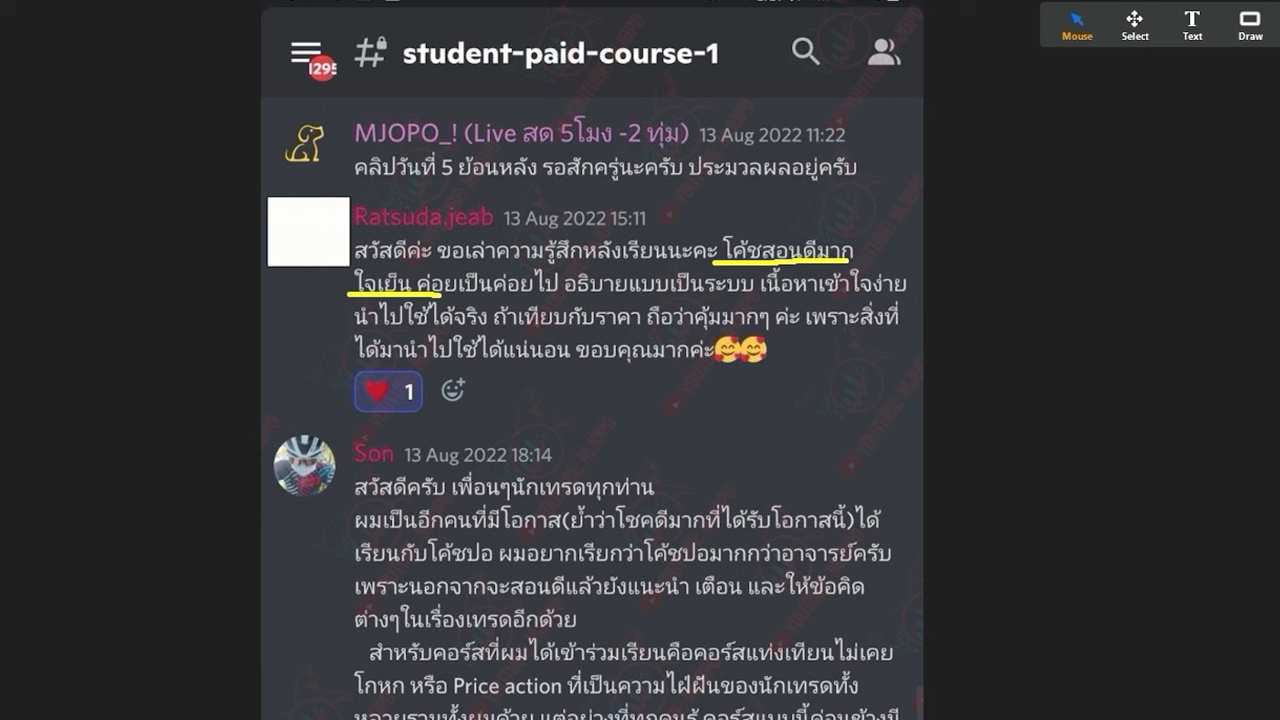 Mouse
Select
Text
Draw
student-paid-course-1
MJOPO_! (Live สด 5โมง -2 ทุ่ม) 13 Aug 2022 11:22
คลิปวันที่ 5 ย้อนหลัง รอสักครู่นะครับ ประมวลผลอยู่ครับ
Ratsuda.jeab 13 Aug 2022 15:11
สวัสดีค่ะ ขอเล่าความรู้สึกหลังเรียนนะคะ โค้ชสอนดีมาก
ใจเย็น ค่อยเป็นค่อยไป อธิบายแบบเป็นระบบ เนื้อหาเข้าใจง่าย
นำไปใช้ได้จริง ถ้าเทียบกับราคา ถือว่าคุ้มมากๆ ค่ะ เพราะสิ่งที่
ได้มานำไปใช้ได้แน่นอน ขอบคุณมากค่ะ🥰🥰
❤️ 1
Son 13 Aug 2022 18:14
สวัสดีครับ เพื่อนๆนักเทรดทุกท่าน
ผมเป็นอีกคนที่มีโอกาส(ย้ำว่าโชคดีมากที่ได้รับโอกาสนี้)ได้
เรียนกับโค้ชปอ ผมอยากเรียกว่าโค้ชปอมากกว่าอาจารย์ครับ
เพราะนอกจากจะสอนดีแล้วยังแนะนำ เตือน และให้ข้อคิด
ต่างๆในเรื่องเทรดอีกด้วย
สำหรับคอร์สที่ผมได้เข้าร่วมเรียนคือคอร์สแท่งเทียนไม่เคย
โกหก หรือ Price action ที่เป็นความใฝ่ฝันของนักเทรดทั้ง